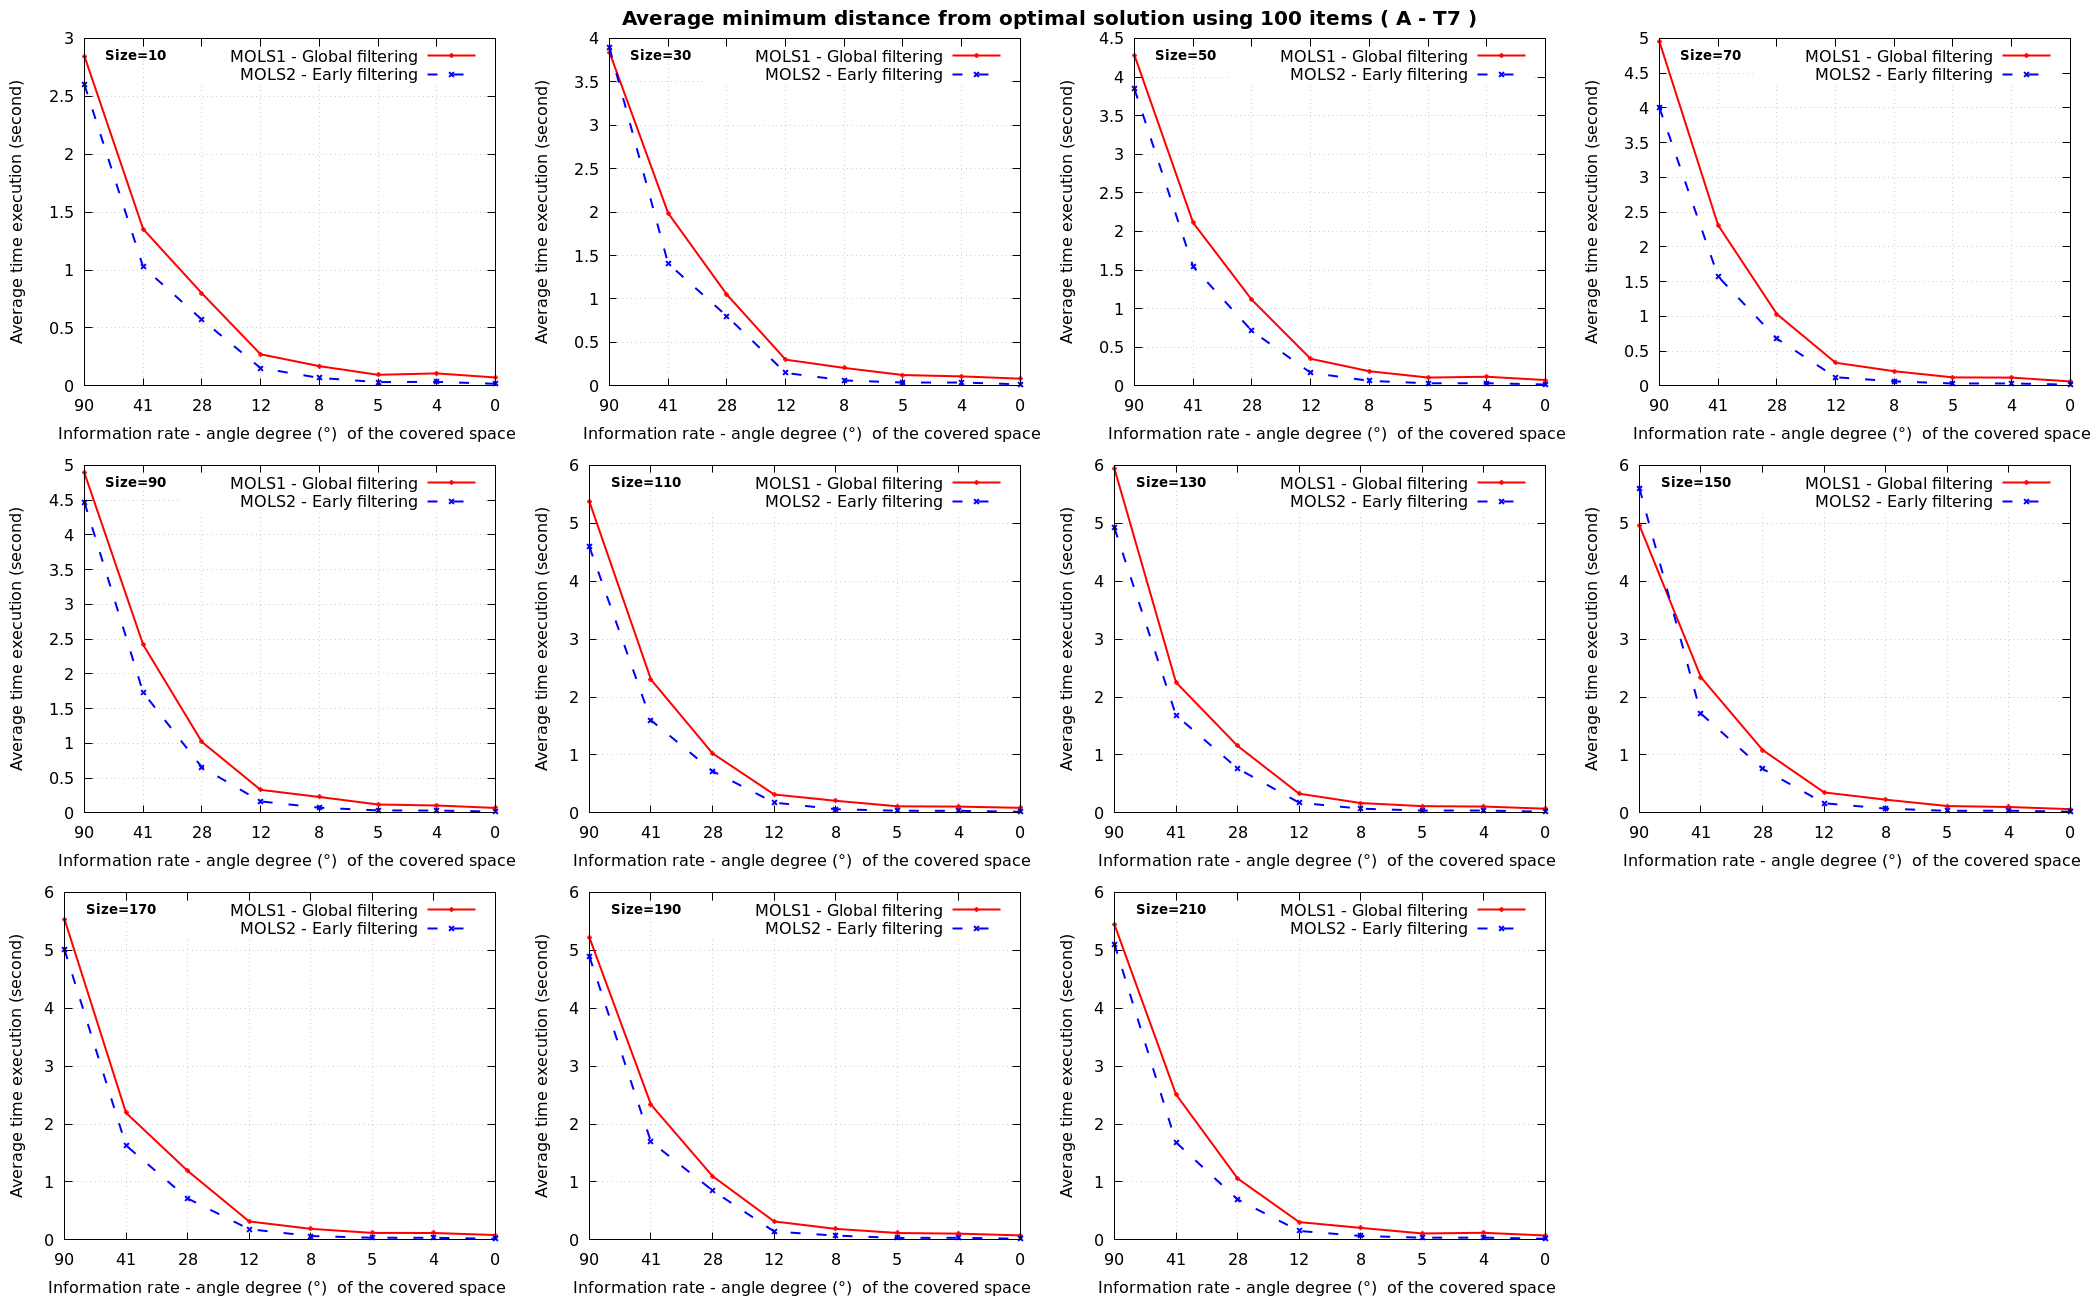 Average minimum distance from optimal solution using 100 items ( A - T7 )
Size=10
MOLS1 - Global filtering
MOLS2 - Early filtering
Average time execution (second)
3
2.5
2
1.5
1
0.5
0
90 41 28 12 8 5 4 0
Information rate - angle degree (°)  of the covered space
Size=30
MOLS1 - Global filtering
MOLS2 - Early filtering
Average time execution (second)
4
3.5
3
2.5
2
1.5
1
0.5
0
90 41 28 12 8 5 4 0
Information rate - angle degree (°)  of the covered space
Size=50
MOLS1 - Global filtering
MOLS2 - Early filtering
Average time execution (second)
4.5
4
3.5
3
2.5
2
1.5
1
0.5
0
90 41 28 12 8 5 4 0
Information rate - angle degree (°)  of the covered space
Size=70
MOLS1 - Global filtering
MOLS2 - Early filtering
Average time execution (second)
5
4.5
4
3.5
3
2.5
2
1.5
1
0.5
0
90 41 28 12 8 5 4 0
Information rate - angle degree (°)  of the covered space
Size=90
MOLS1 - Global filtering
MOLS2 - Early filtering
Average time execution (second)
5
4.5
4
3.5
3
2.5
2
1.5
1
0.5
0
90 41 28 12 8 5 4 0
Information rate - angle degree (°)  of the covered space
Size=110
MOLS1 - Global filtering
MOLS2 - Early filtering
Average time execution (second)
6
5
4
3
2
1
0
90 41 28 12 8 5 4 0
Information rate - angle degree (°)  of the covered space
Size=130
MOLS1 - Global filtering
MOLS2 - Early filtering
Average time execution (second)
6
5
4
3
2
1
0
90 41 28 12 8 5 4 0
Information rate - angle degree (°)  of the covered space
Size=150
MOLS1 - Global filtering
MOLS2 - Early filtering
Average time execution (second)
6
5
4
3
2
1
0
90 41 28 12 8 5 4 0
Information rate - angle degree (°)  of the covered space
Size=170
MOLS1 - Global filtering
MOLS2 - Early filtering
Average time execution (second)
6
5
4
3
2
1
0
90 41 28 12 8 5 4 0
Information rate - angle degree (°)  of the covered space
Size=190
MOLS1 - Global filtering
MOLS2 - Early filtering
Average time execution (second)
6
5
4
3
2
1
0
90 41 28 12 8 5 4 0
Information rate - angle degree (°)  of the covered space
Size=210
MOLS1 - Global filtering
MOLS2 - Early filtering
Average time execution (second)
6
5
4
3
2
1
0
90 41 28 12 8 5 4 0
Information rate - angle degree (°)  of the covered space